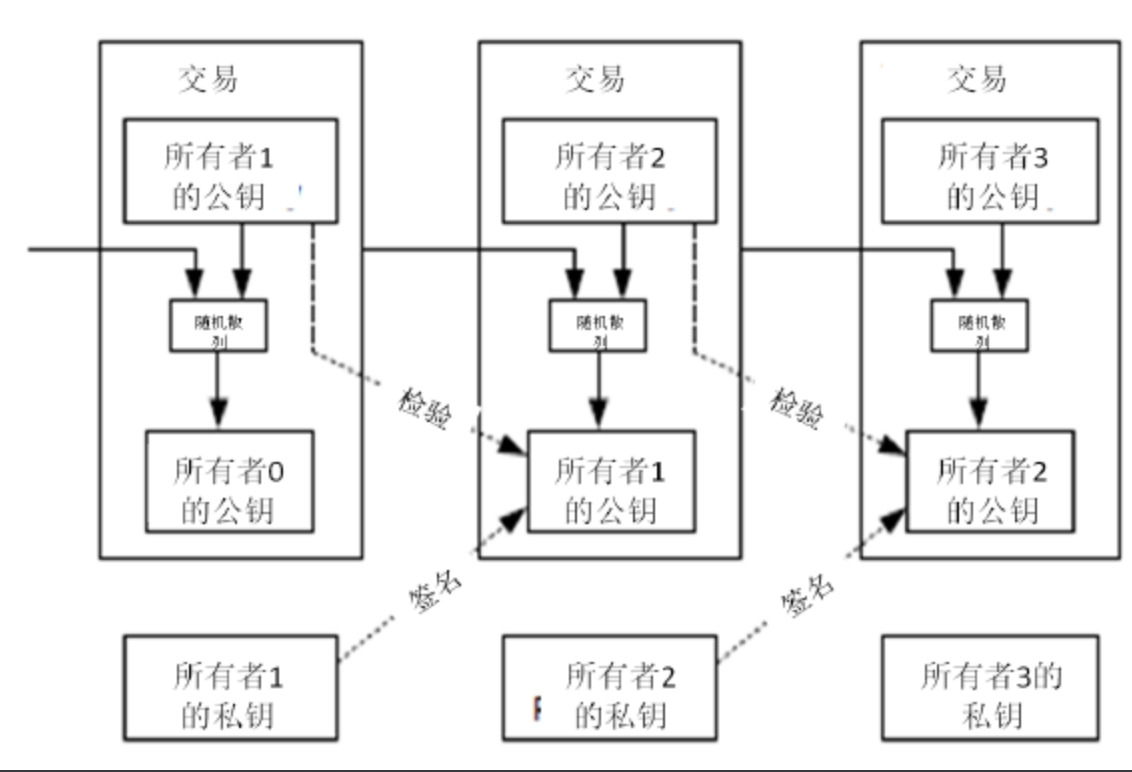 交易
所有者1
的公钥
随机散
列
所有者0
的公钥
交易
所有者2
的公钥
随机散
列
所有者1
的公钥
交易
所有者3
的公钥
随机散
列
所有者2
的公钥
检验
检验
签名
签名
所有者1
的私钥
所有者2
的私钥
所有者3的
私钥